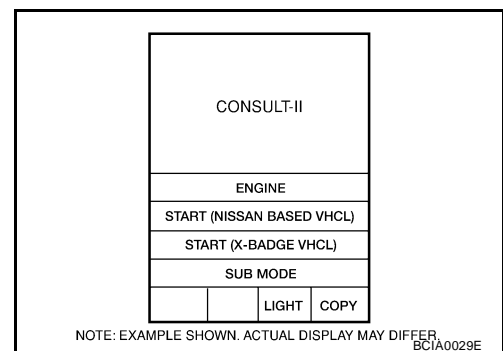 CONSULT-II
ENGINE
START (NISSAN BASED VHCL)
START (X-BADGE VHCL)
SUB MODE
LIGHT COPY
NOTE: EXAMPLE SHOWN. ACTUAL DISPLAY MAY DIFFER.
BCIA0029E